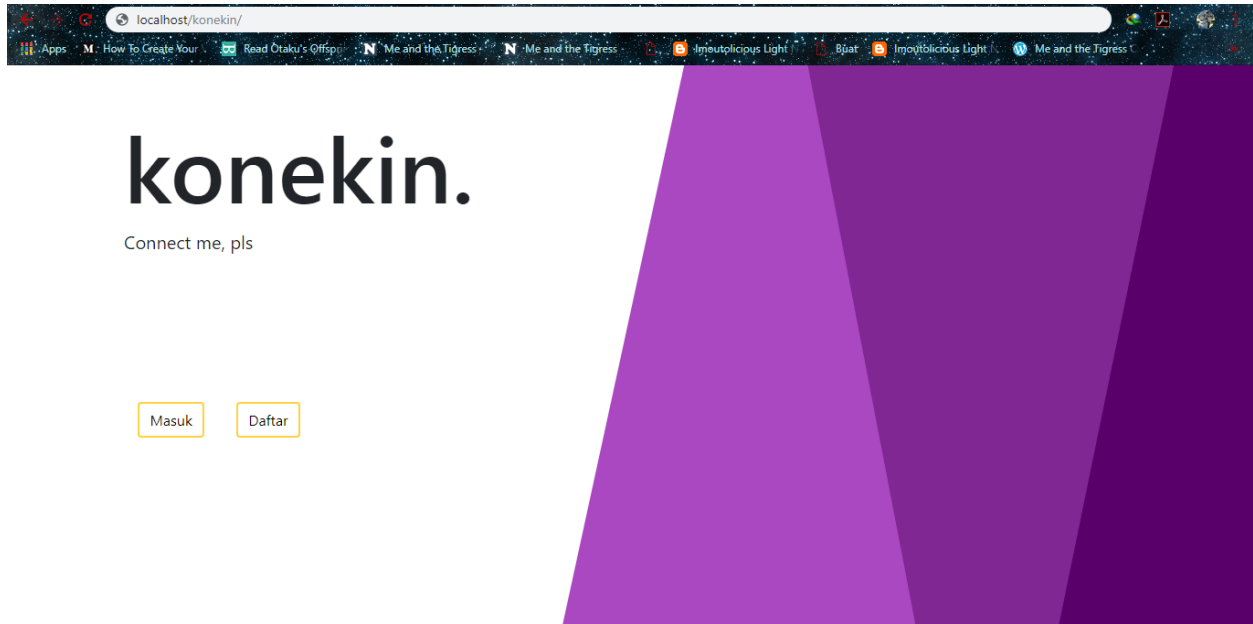 localhost/konekin/
Apps M How To Create Your Read Otaku's Offspr N Me and the Tigress N Me and the Tigress Imoutolicious Light Buat Imoutolicious Light N Me and the Tigress
konekin.
Connect me, pls
Masuk Daftar